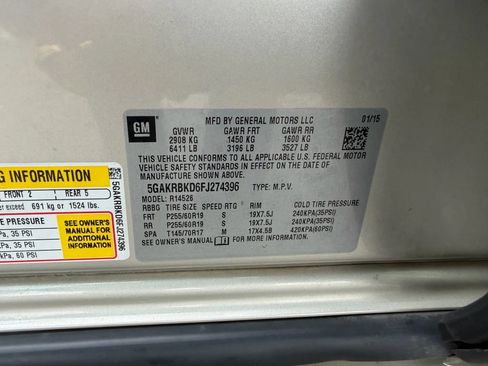 GM
MFD BY GENERAL MOTORS LLC 01/15
GVWR GAWR FRT GAWR RR
2908 KG 1450 KG 1600 KG
6411 LB 3196 LB 3527 LB
THIS VEHICLE CONFORMS TO ALL APPLICABLE U.S. FEDERAL MOTOR
VEHICLE SAFETY, BUMPER, AND THEFT PREVENTION STANDARDS IN
EFFECT ON THE DATE OF MANUFACTURE SHOWN ABOVE.
5GAKRBKD6FJ274396 TYPE: M.P.V.
MODEL: R14526
RBBG TIRE SIZE SPEED RTG RIM COLD TIRE PRESSURE
FRT P255/60R19 S 19X7.5J 240KPA(35PSI)
RR P255/60R19 S 19X7.5J 240KPA(35PSI)
SPA T145/70R17 M 17X4.5B 420KPA(60PSI)
SEE OWNER'S MANUAL FOR MORE INFORMATION.
G INFORMATION
FRONT 2 REAR 5
exceed 691 kg or 1524 lbs.
E PRESSURE
PA, 35 PSI
PA, 35 PSI
PA, 60 PSI
SEE OWNER'S
MANUAL FOR
ADDITIONAL
INFORMATION
5GAKRBKD6FJ274396